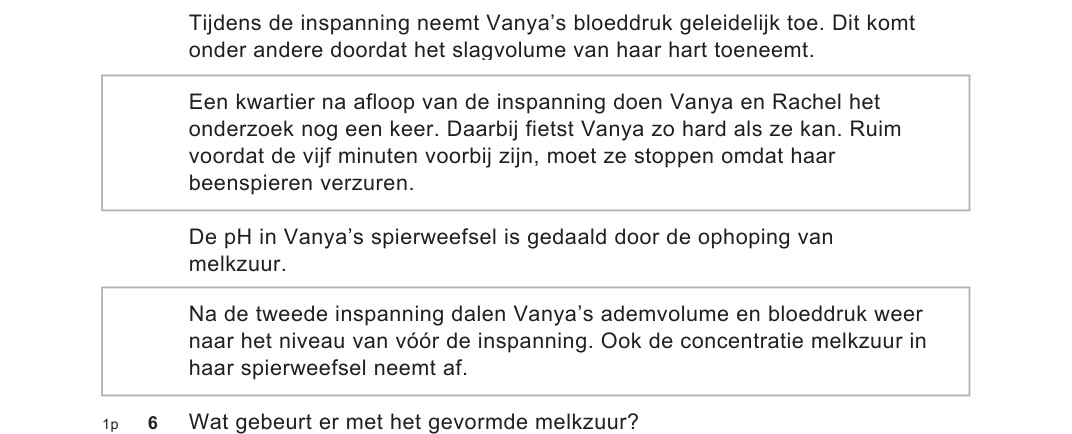 Tijdens de inspanning neemt Vanya’s bloeddruk geleidelijk toe. Dit komt
onder andere doordat het slagvolume van haar hart toeneemt.
Een kwartier na afloop van de inspanning doen Vanya en Rachel het
onderzoek nog een keer. Daarbij fietst Vanya zo hard als ze kan. Ruim
voordat de vijf minuten voorbij zijn, moet ze stoppen omdat haar
beenspieren verzuren.
De pH in Vanya’s spierweefsel is gedaald door de ophoping van
melkzuur.
Na de tweede inspanning dalen Vanya’s ademvolume en bloeddruk weer
naar het niveau van vóór de inspanning. Ook de concentratie melkzuur in
haar spierweefsel neemt af.
1p 6 Wat gebeurt er met het gevormde melkzuur?